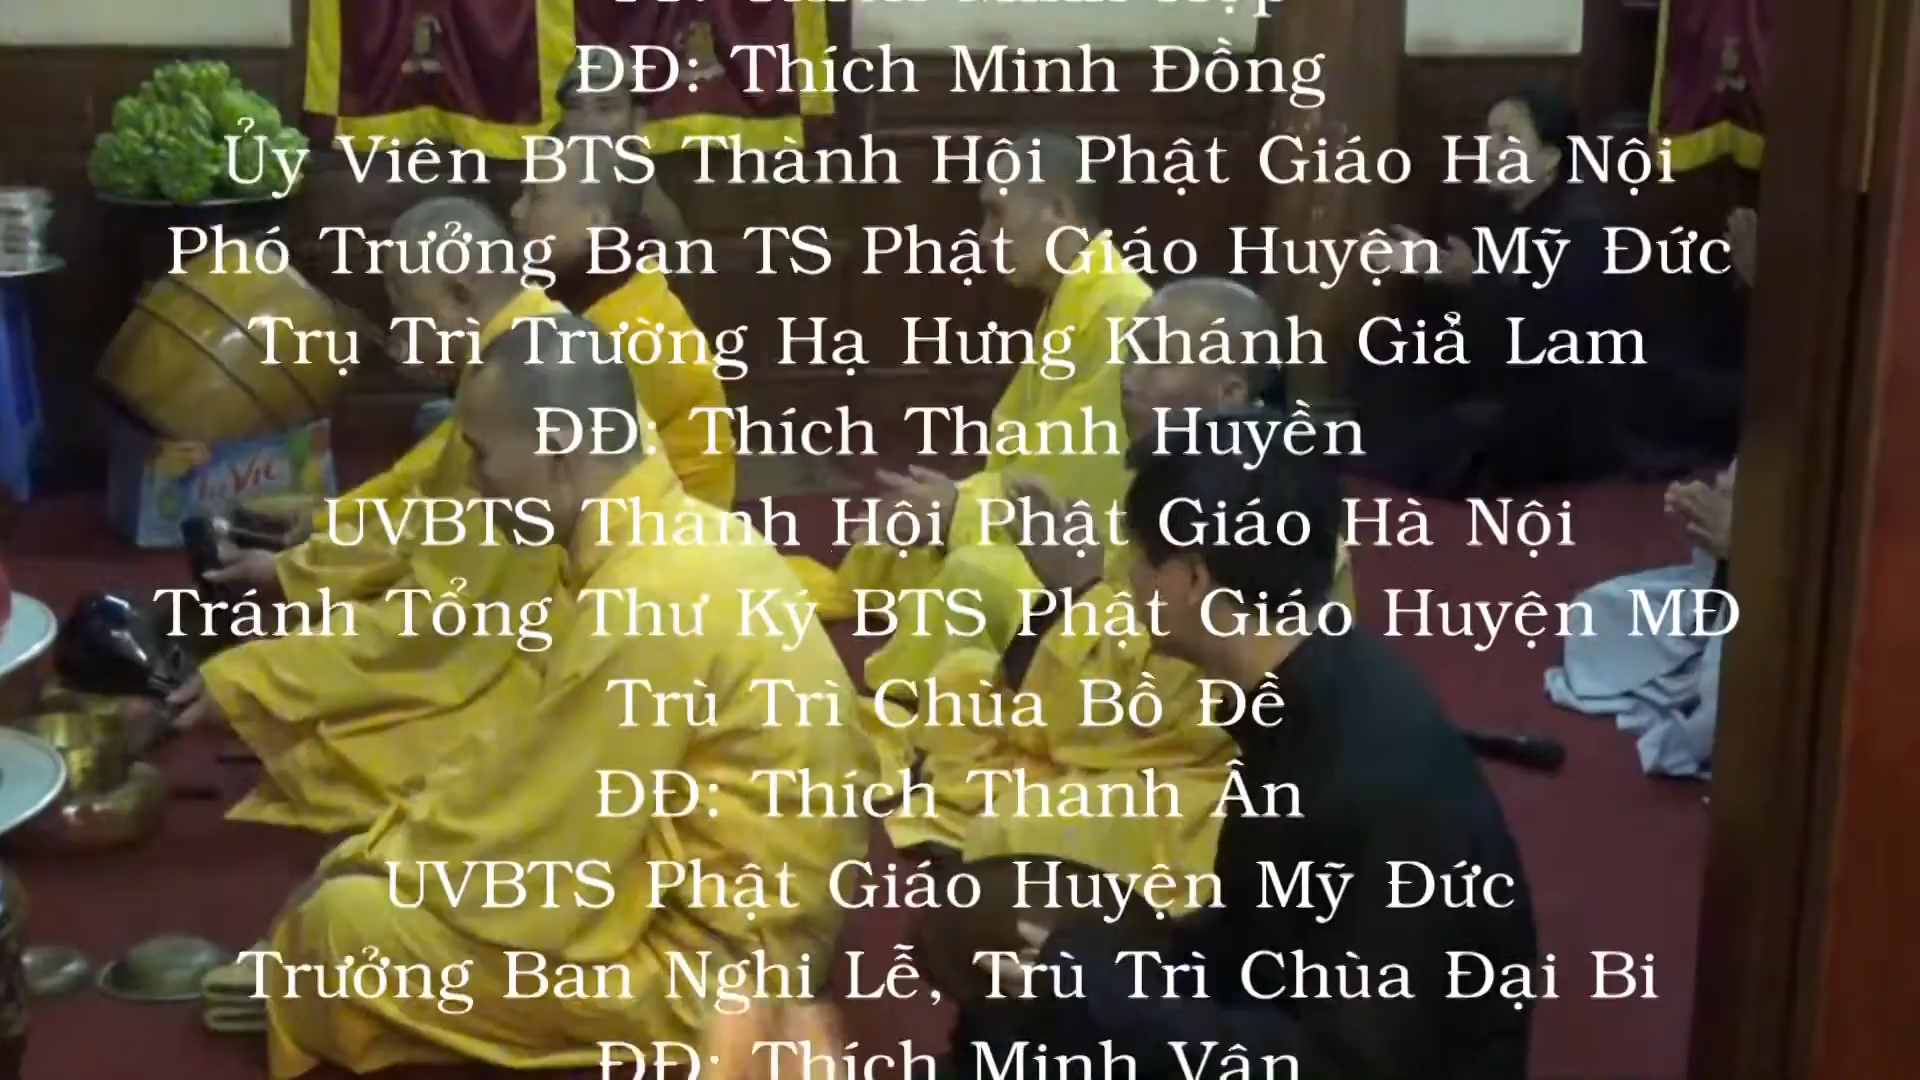 ĐĐ: Thích Minh Đồng
Ủy Viên BTS Thành Hội Phật Giáo Hà Nội
Phó Trưởng Ban TS Phật Giáo Huyện Mỹ Đức
Trụ Trì Trường Hạ Hưng Khánh Giả Lam
ĐĐ: Thích Thanh Huyền
UVBTS Thành Hội Phật Giáo Hà Nội
Tránh Tổng Thư Ký BTS Phật Giáo Huyện MĐ
Trù Trì Chùa Bồ Đề
ĐĐ: Thích Thanh Ân
UVBTS Phật Giáo Huyện Mỹ Đức
Trưởng Ban Nghi Lễ, Trù Trì Chùa Đại Bi
ĐĐ: Thích Minh Vân